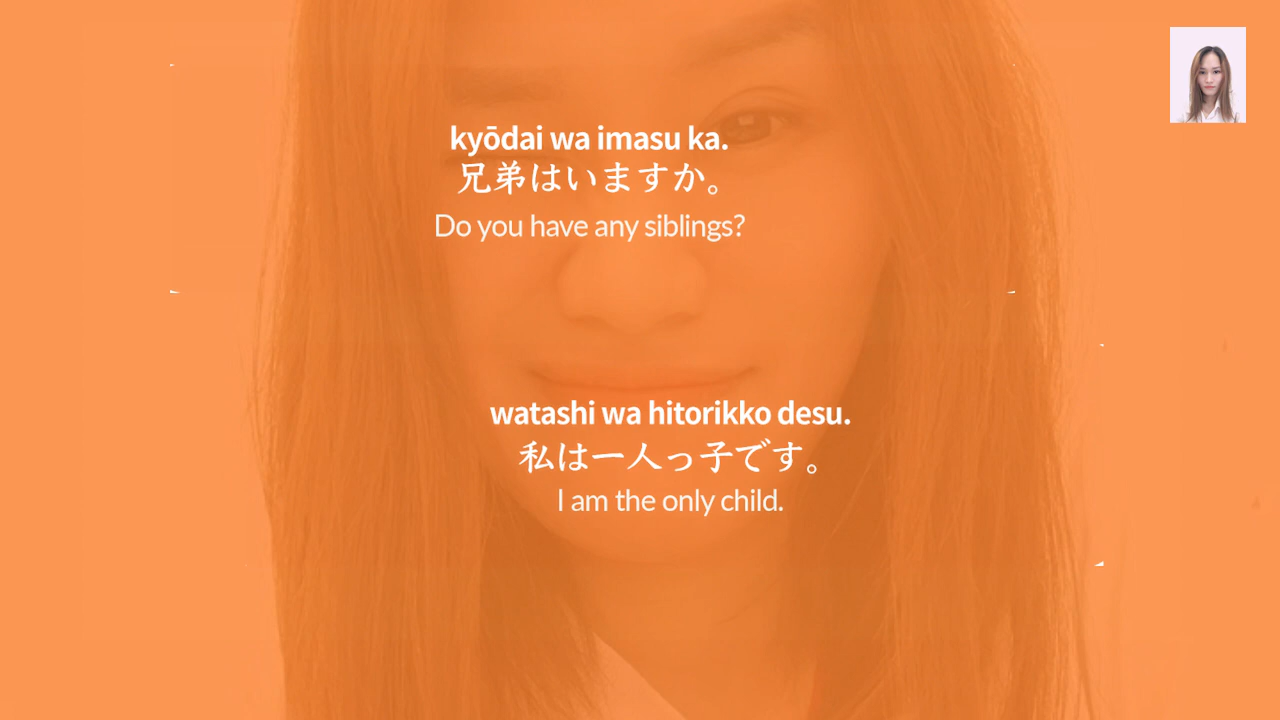 kyōdai wa imasu ka.
兄弟はいますか。
Do you have any siblings?
watashi wa hitorikko desu.
私は一人っ子です。
I am the only child.